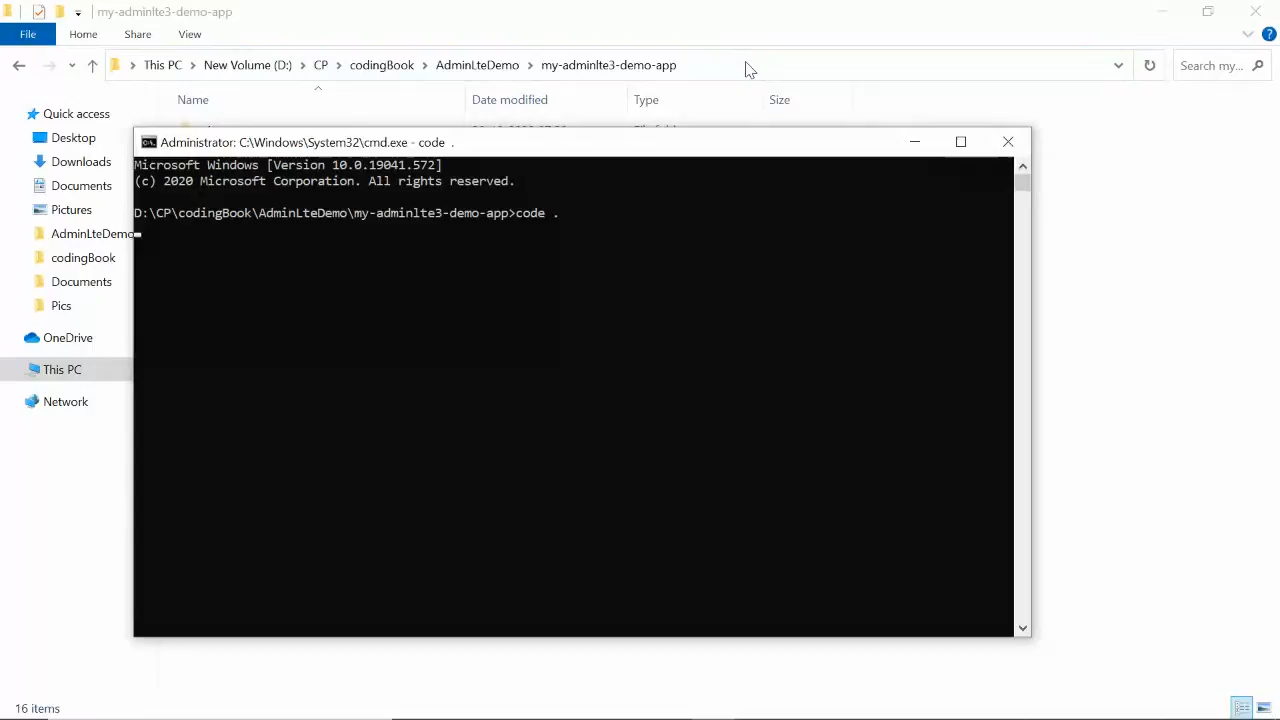 my-adminlte3-demo-app
File Home Share View
This PC New Volume (D:) CP codingBook AdminLteDemo my-adminlte3-demo-app Search my...
Name Date modified Type Size
Quick access
Desktop
Downloads
Documents
Pictures
AdminLteDemo
codingBook
Documents
Pics
OneDrive
This PC
Network
Administrator: C:\Windows\System32\cmd.exe - code .
Microsoft Windows [Version 10.0.19041.572]
(c) 2020 Microsoft Corporation. All rights reserved.
D:\CP\codingBook\AdminLteDemo\my-adminlte3-demo-app>code .
16 items